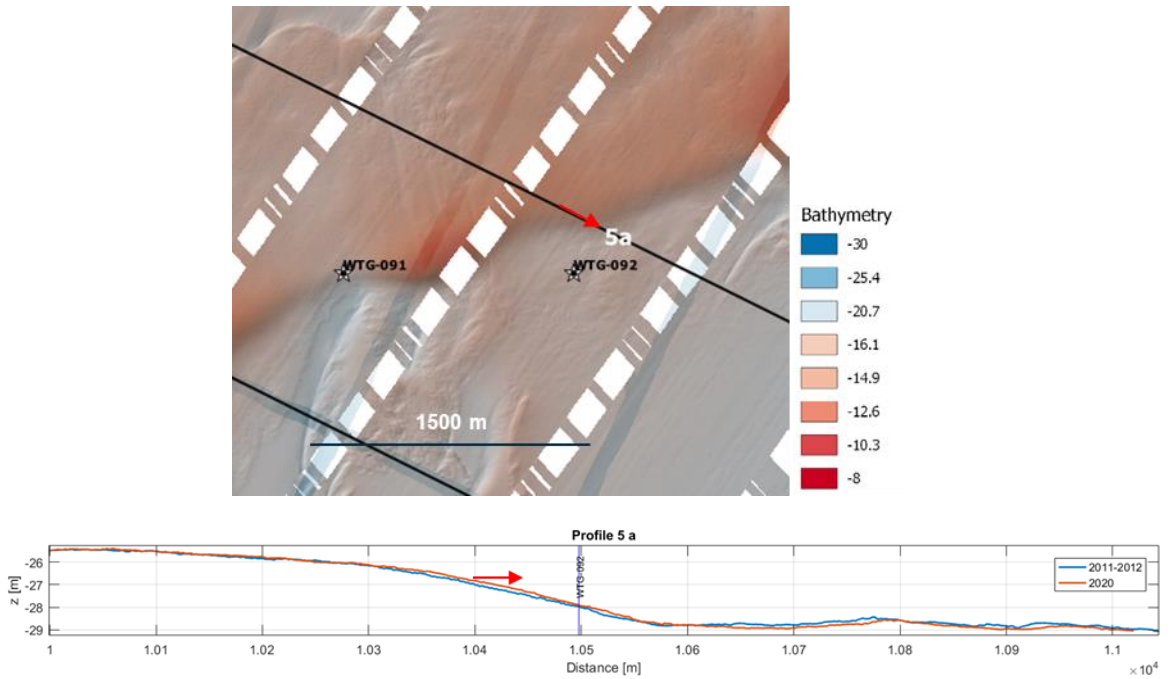 5a
WTG-091
WTG-092
1500 m
Bathymetry
-30
-25.4
-20.7
-16.1
-14.9
-12.6
-10.3
-8
Profile 5 a
z [m]
-26
-27
-28
-29
WTG-092
2011-2012
2020
1 1.01 1.02 1.03 1.04 1.05 1.06 1.07 1.08 1.09 1.1
Distance [m]
×10⁴